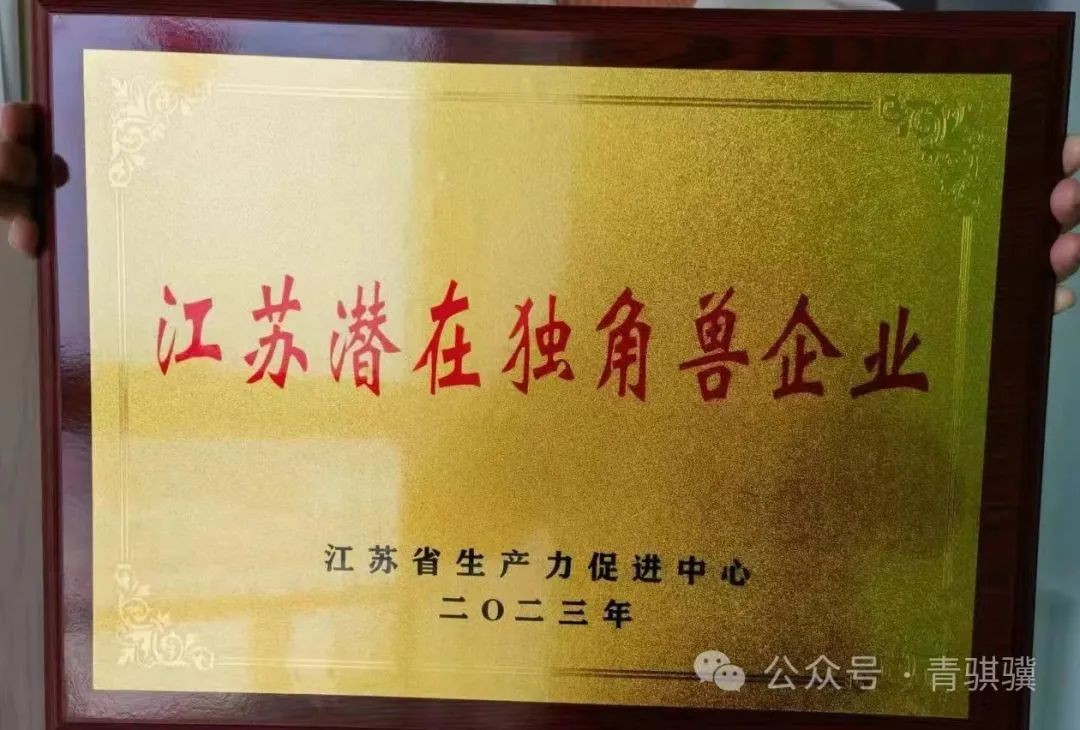 江苏潜在独角兽企业
江苏省生产力促进中心
二〇二三年
公众号·青骐骥